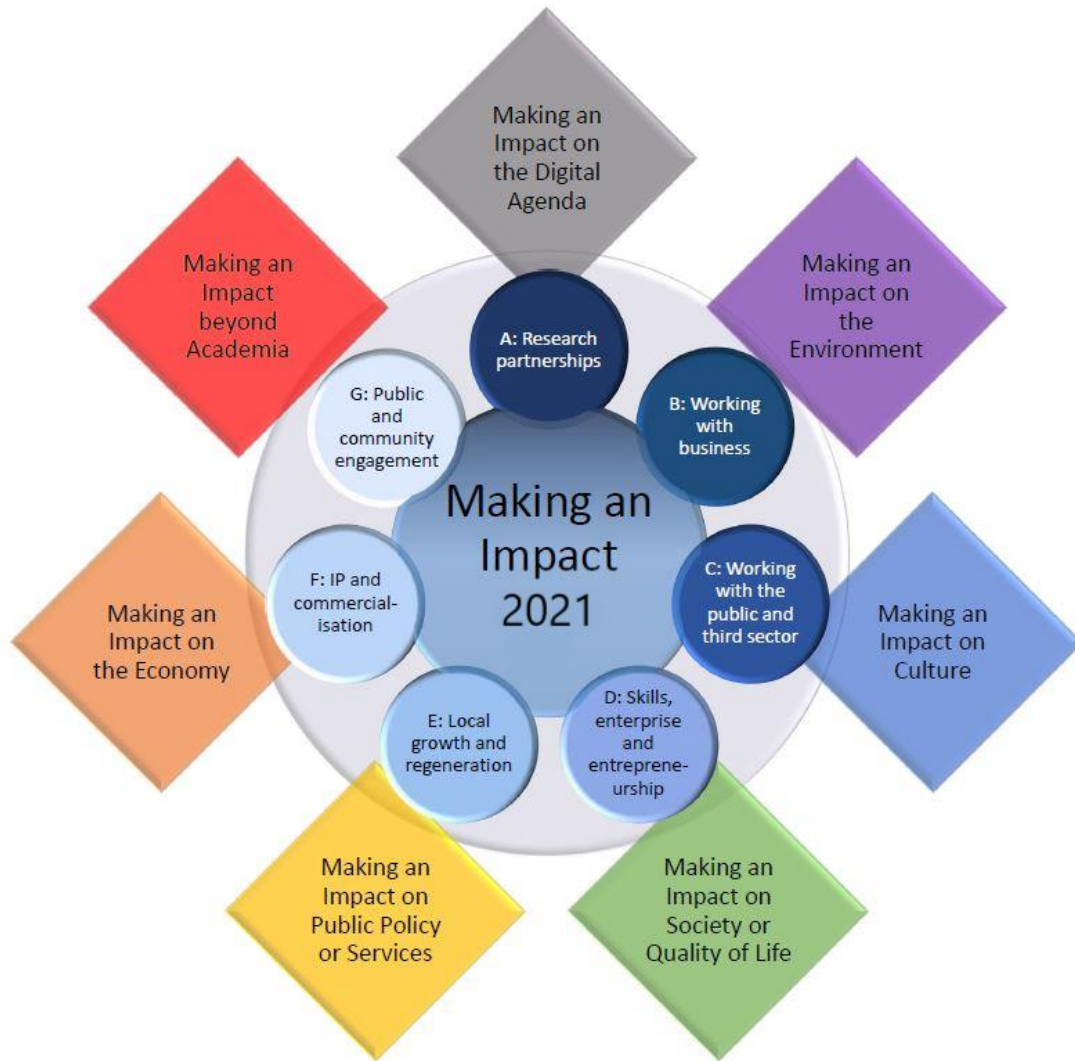 Making an
Impact on
the Digital
Agenda
Making an
Impact
beyond
Academia
Making an
Impact on
the
Environment
A: Research
partnerships
G: Public
and
community
engagement
B: Working
with
business
Making an
Impact
2021
F: IP and
commercial-
isation
C: Working
with the
public and
third sector
Making an
Impact on
the Economy
Making an
Impact on
Culture
E: Local
growth and
regeneration
D: Skills,
enterprise
and
entreprene-
urship
Making an
Impact on
Public Policy
or Services
Making an
Impact on
Society or
Quality of Life